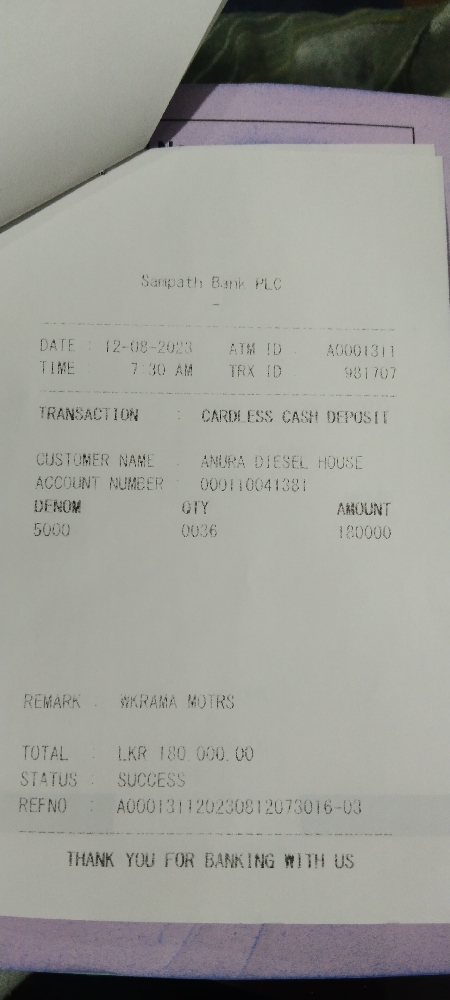 Sampath Bank PLC
DATE : 12-08-2023 ATM ID : A0001311
TIME : 7:30 AM TRX ID : 981707
TRANSACTION : CARDLESS CASH DEPOSIT
CUSTOMER NAME : ANURA DIESEL HOUSE
ACCOUNT NUMBER : 000110041381
DENOM QTY AMOUNT
5000 0036 180000
REMARK : WKRAMA MOTRS
TOTAL : LKR 180,000.00
STATUS : SUCCESS
REFNO : A000131120230812073016-03
THANK YOU FOR BANKING WITH US